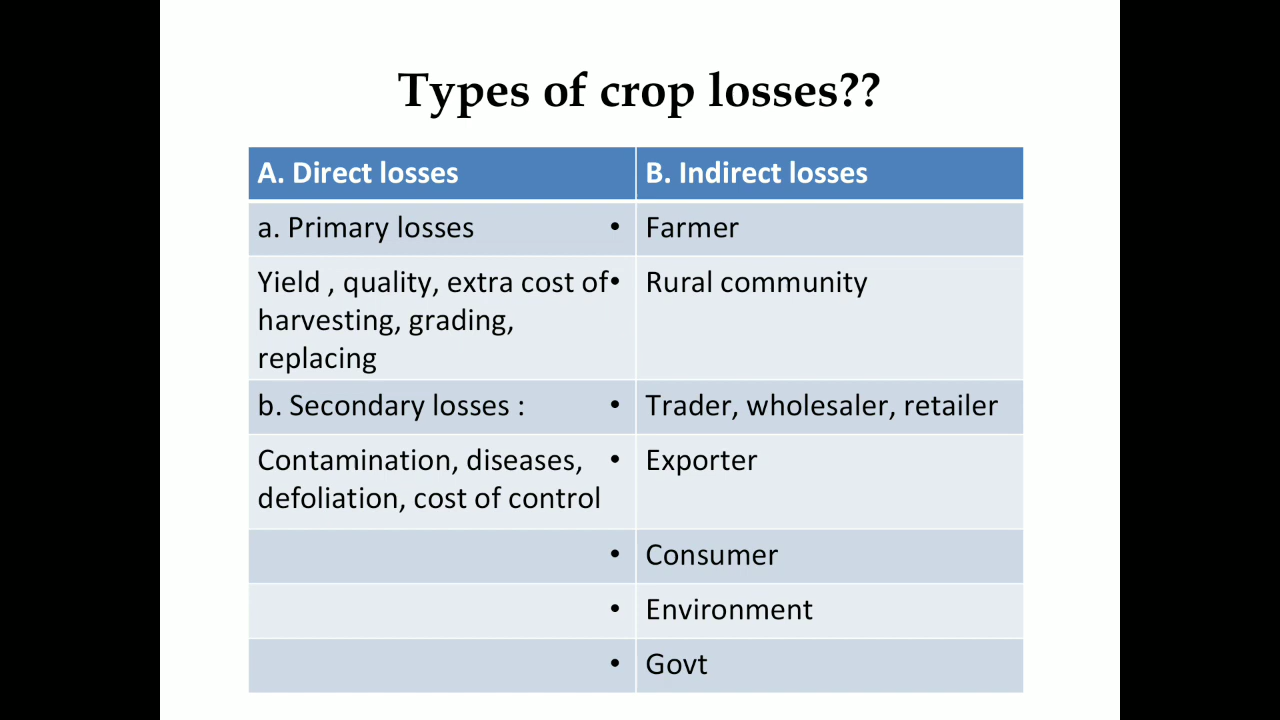 Types of crop losses??
A. Direct losses
B. Indirect losses
a. Primary losses
• Farmer
Yield , quality, extra cost of
harvesting, grading,
replacing
• Rural community
b. Secondary losses :
• Trader, wholesaler, retailer
Contamination, diseases,
defoliation, cost of control
• Exporter
• Consumer
• Environment
• Govt